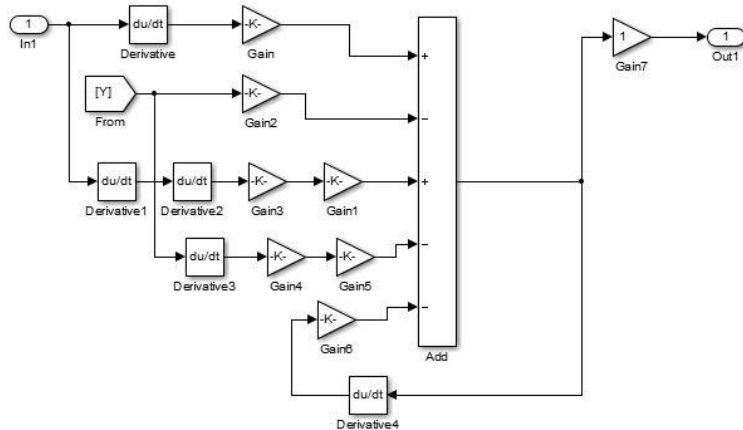 1
In1
du/dt
Derivative
-K-
Gain
[Y]
From
-K-
Gain2
du/dt
Derivative1
du/dt
Derivative2
-K-
Gain3
-K-
Gain1
du/dt
Derivative3
-K-
Gain4
-K-
Gain5
-K-
Gain6
du/dt
Derivative4
+
−
+
−
−
Add
1
Gain7
1
Out1